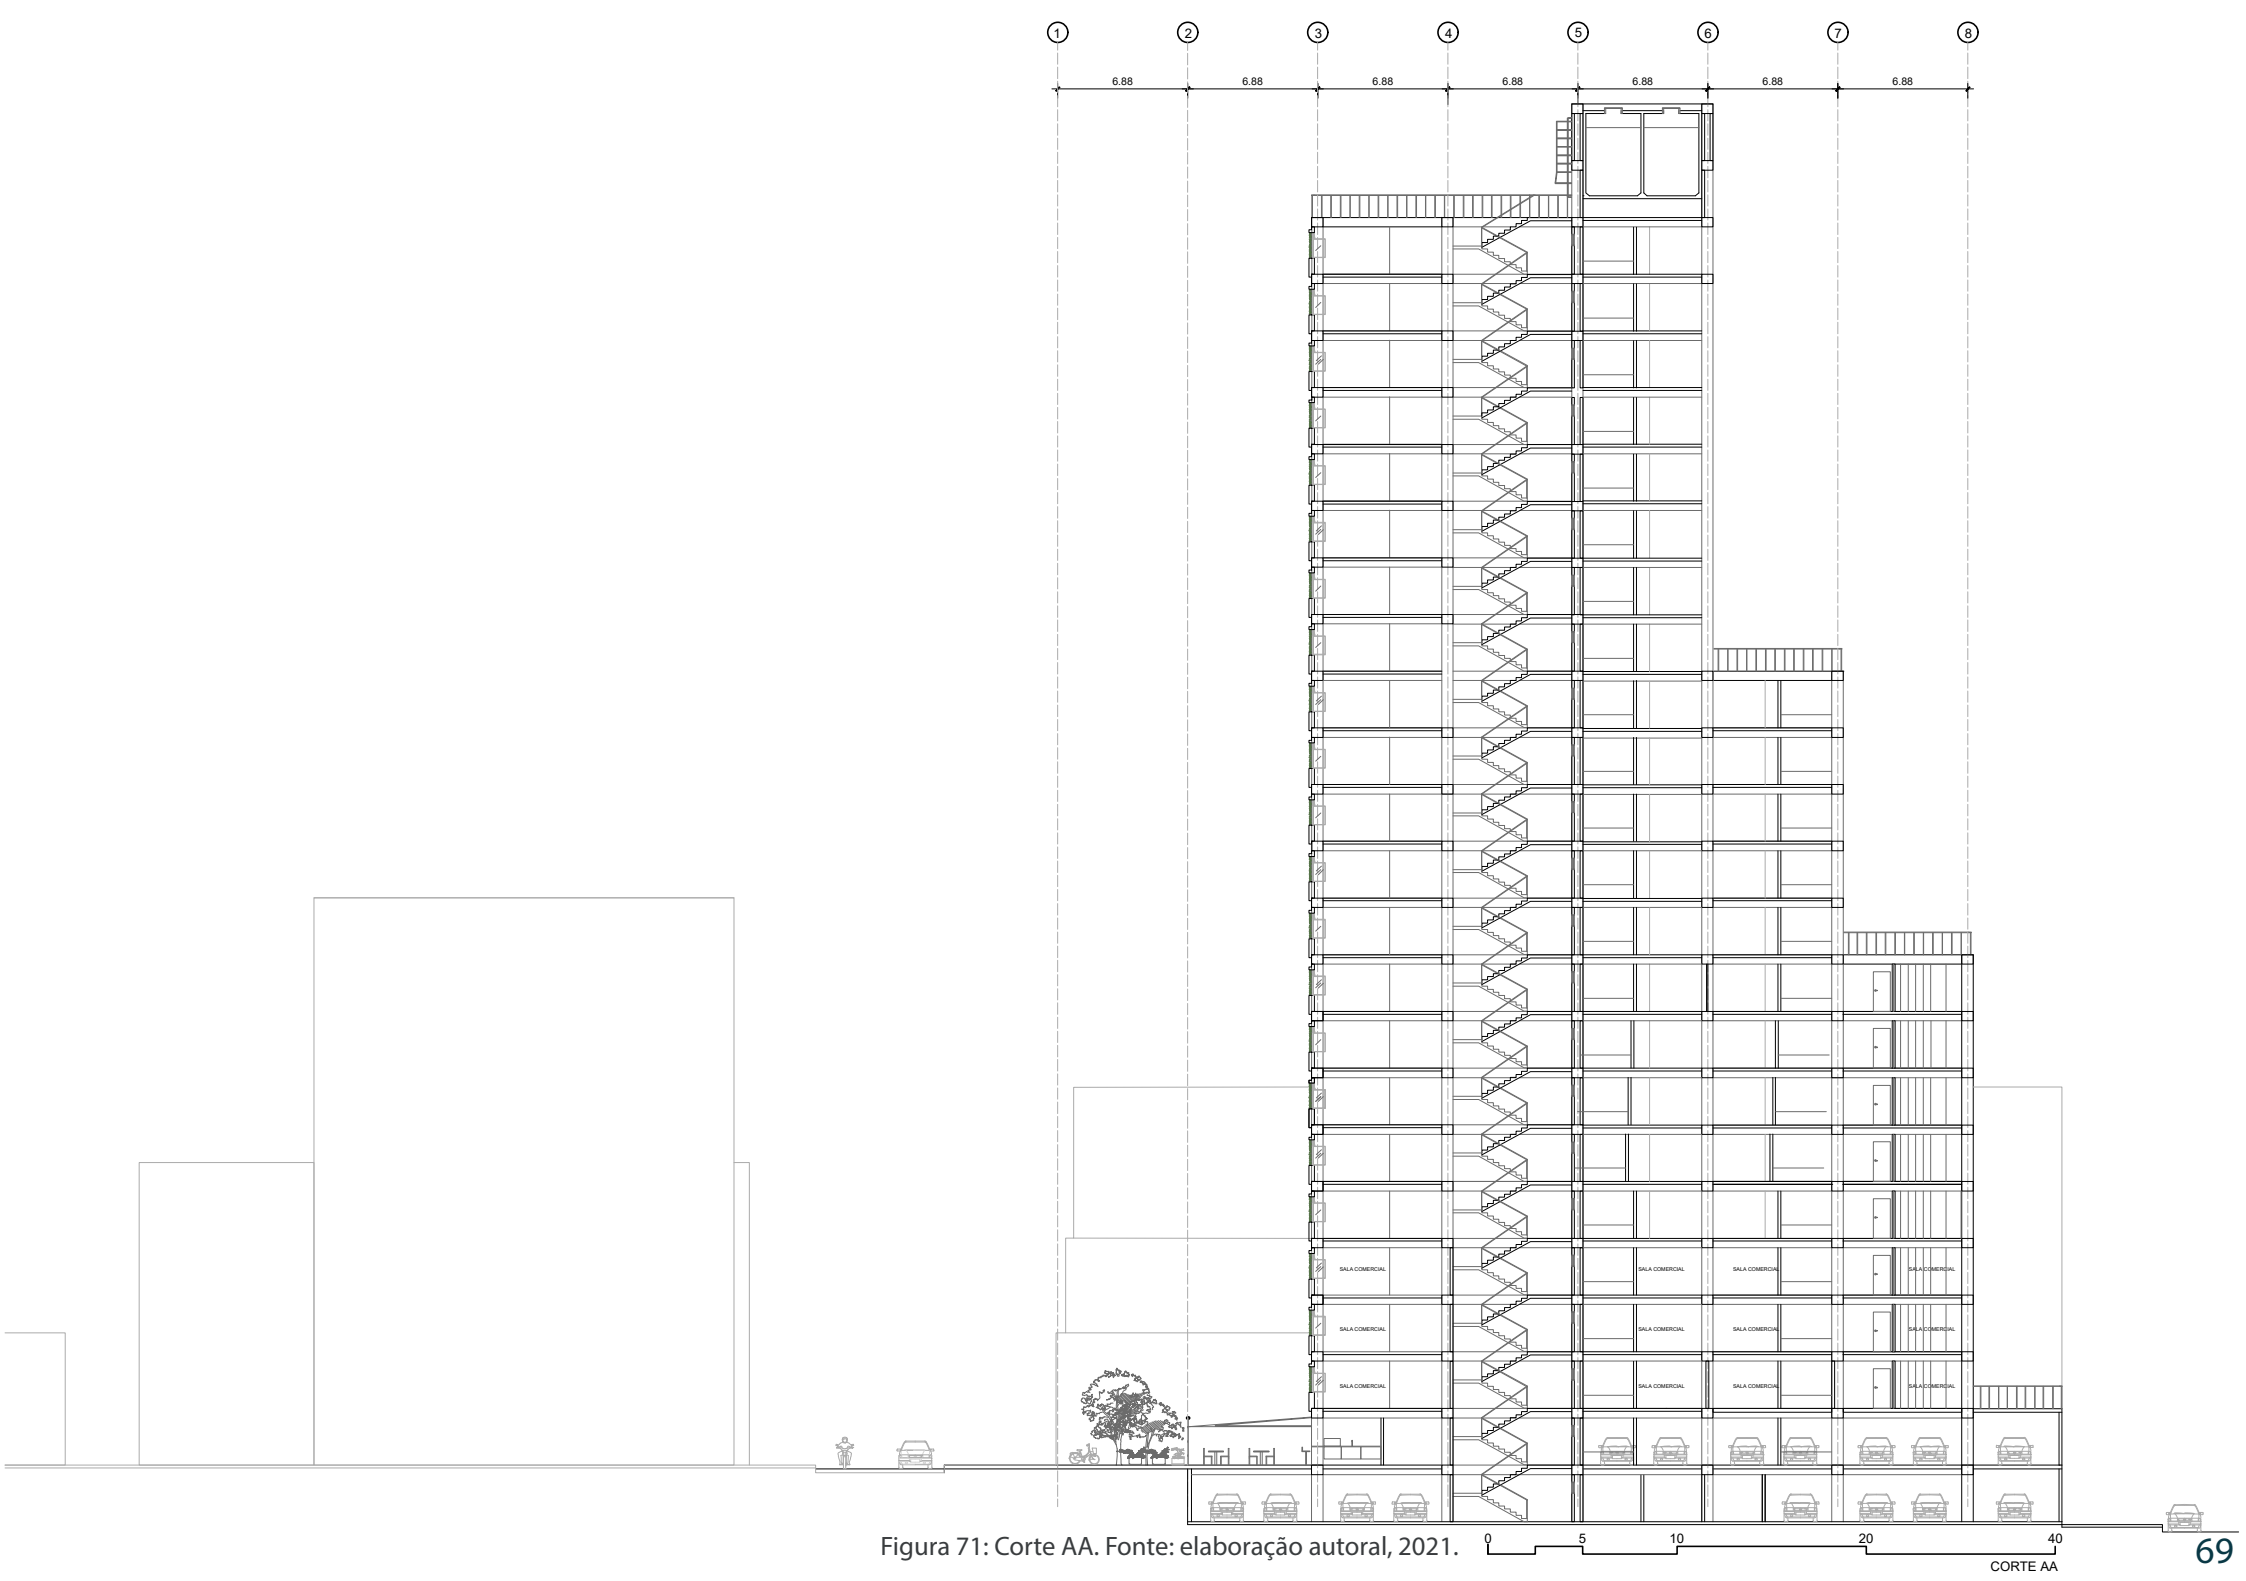 1 2 3 4 5 6 7 8
6.88 6.88 6.88 6.88 6.88 6.88 6.88
SALA COMERCIAL SALA COMERCIAL SALA COMERCIAL SALA COMERCIAL
SALA COMERCIAL SALA COMERCIAL SALA COMERCIAL SALA COMERCIAL
SALA COMERCIAL SALA COMERCIAL SALA COMERCIAL SALA COMERCIAL
Figura 71: Corte AA. Fonte: elaboração autoral, 2021.
0 5 10 20 40
CORTE AA
69